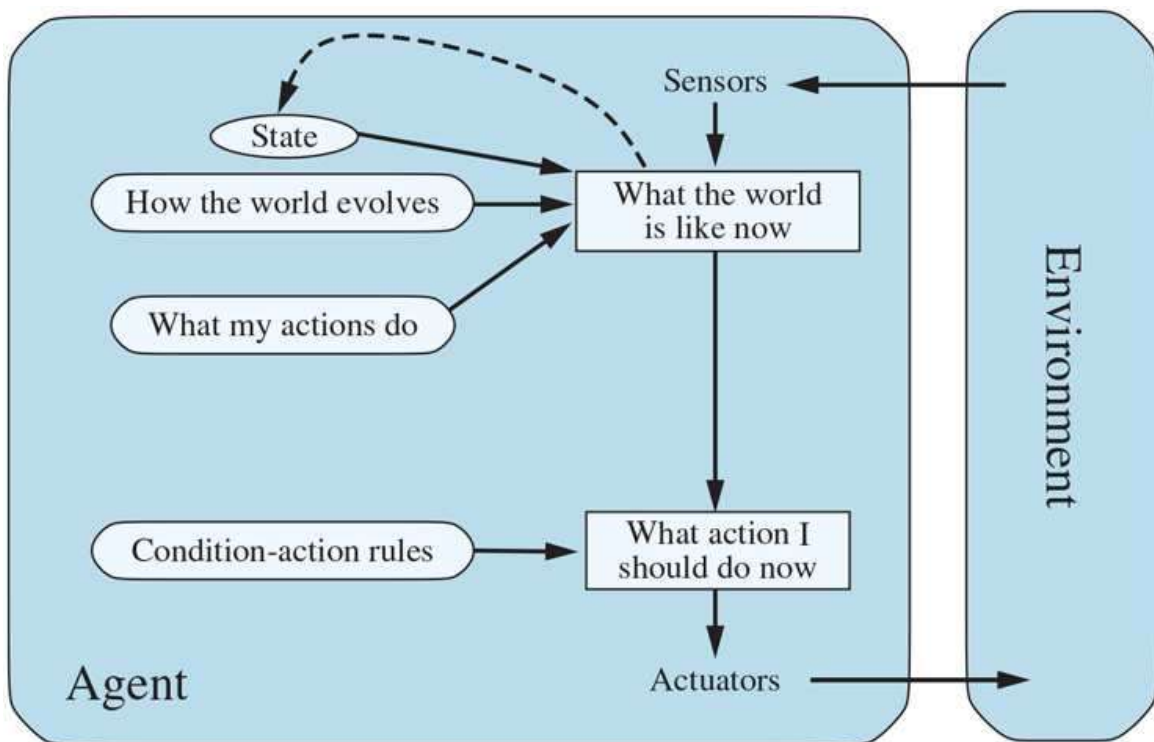 Sensors
State
How the world evolves
What the world
is like now
What my actions do
Environment
Condition-action rules
What action I
should do now
Agent
Actuators